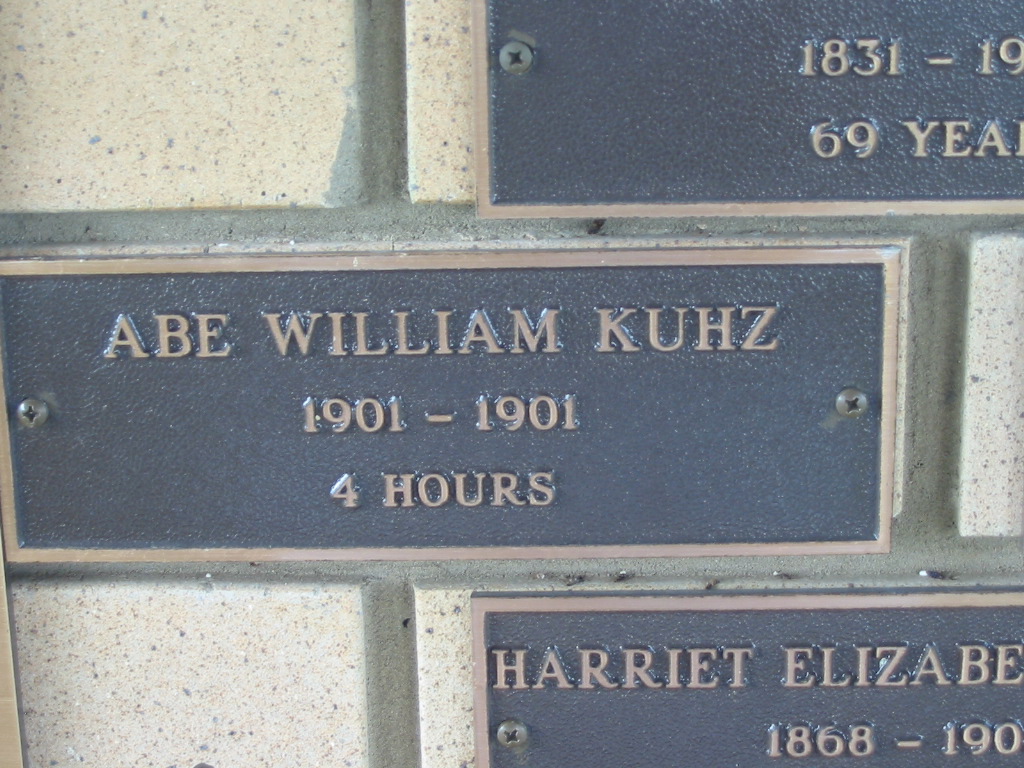 1831 – 19
69 YEA
ABE WILLIAM KUHZ
1901 – 1901
4 HOURS
HARRIET ELIZABE
1868 – 190